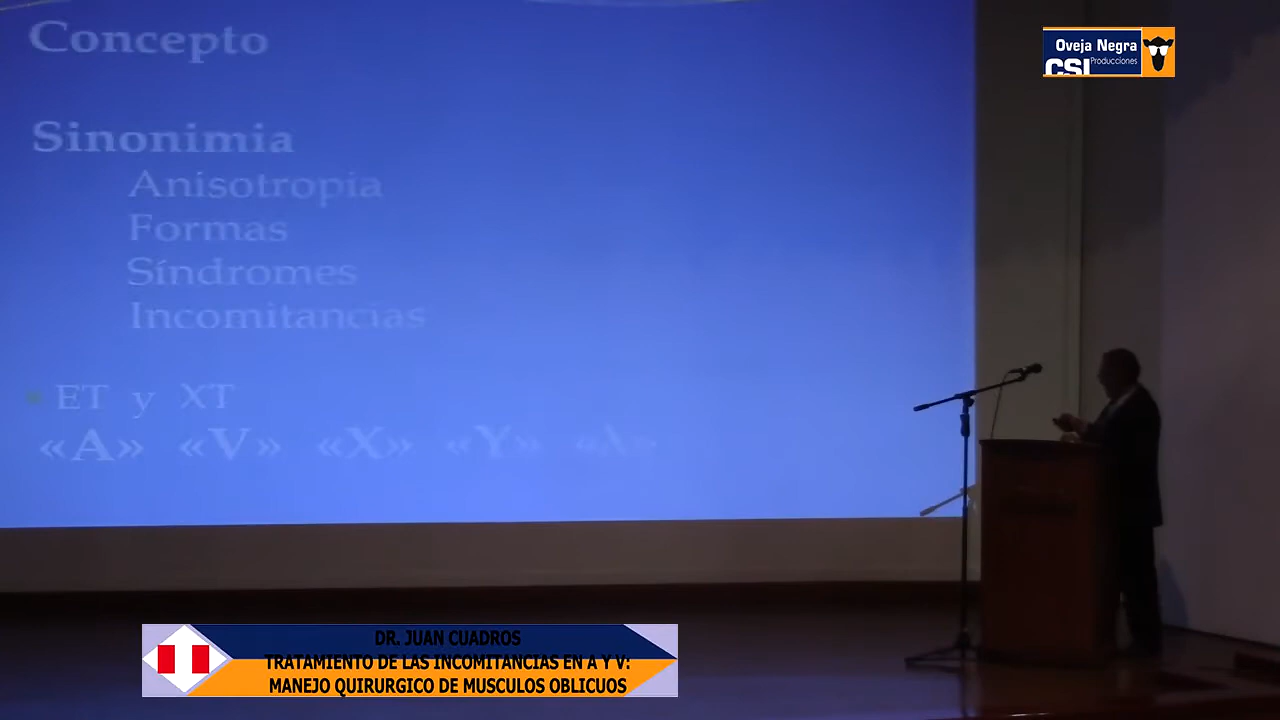 Concepto
Sinonimia
Anisotropia
Formas
Síndromes
Incomitancias
ET y XT
«A» «V» «X» «Y» «λ»
Oveja Negra
CSI Producciones
DR. JUAN CUADROS
TRATAMIENTO DE LAS INCOMITANCIAS EN A Y V:
MANEJO QUIRURGICO DE MUSCULOS OBLICUOS